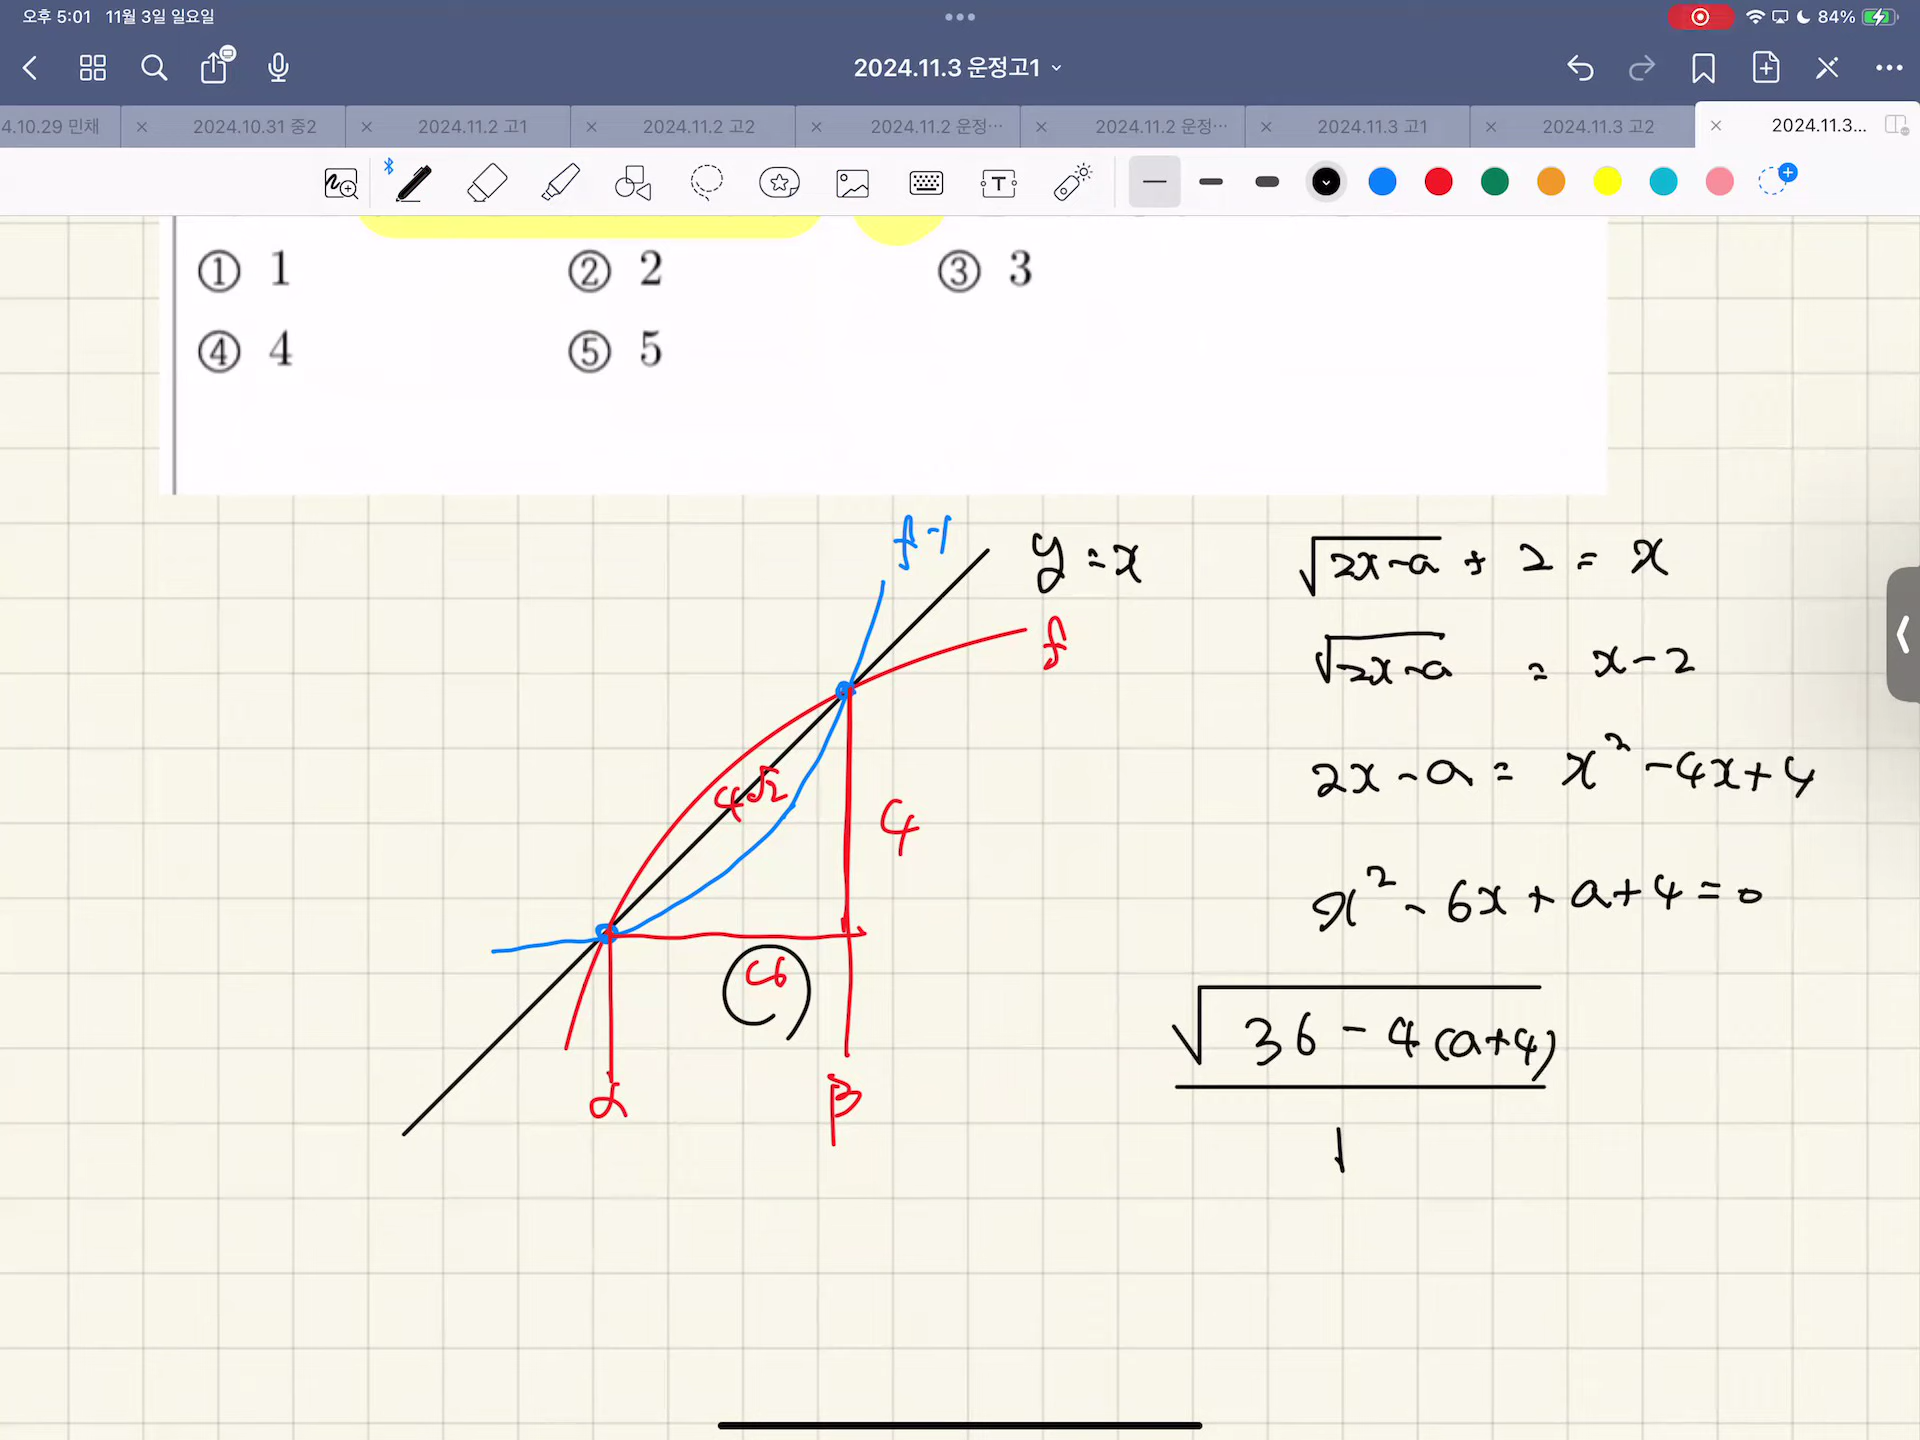 오후 5:01 11월 3일 일요일
84%
2024.11.3 운정고1
4.10.29 민채
2024.10.31 중2
2024.11.2 고1
2024.11.2 고2
2024.11.2 운정…
2024.11.2 운정…
2024.11.3 고1
2024.11.3 고2
2024.11.3...
① 1 ② 2 ③ 3
④ 4 ⑤ 5
f-1
y = x
f
4√2
4
α
β
√2x-a + 2 = x
√2x-a = x-2
2x-a = x² -4x+4
x² - 6x + a+4 = 0
√36 - 4(a+4)
1